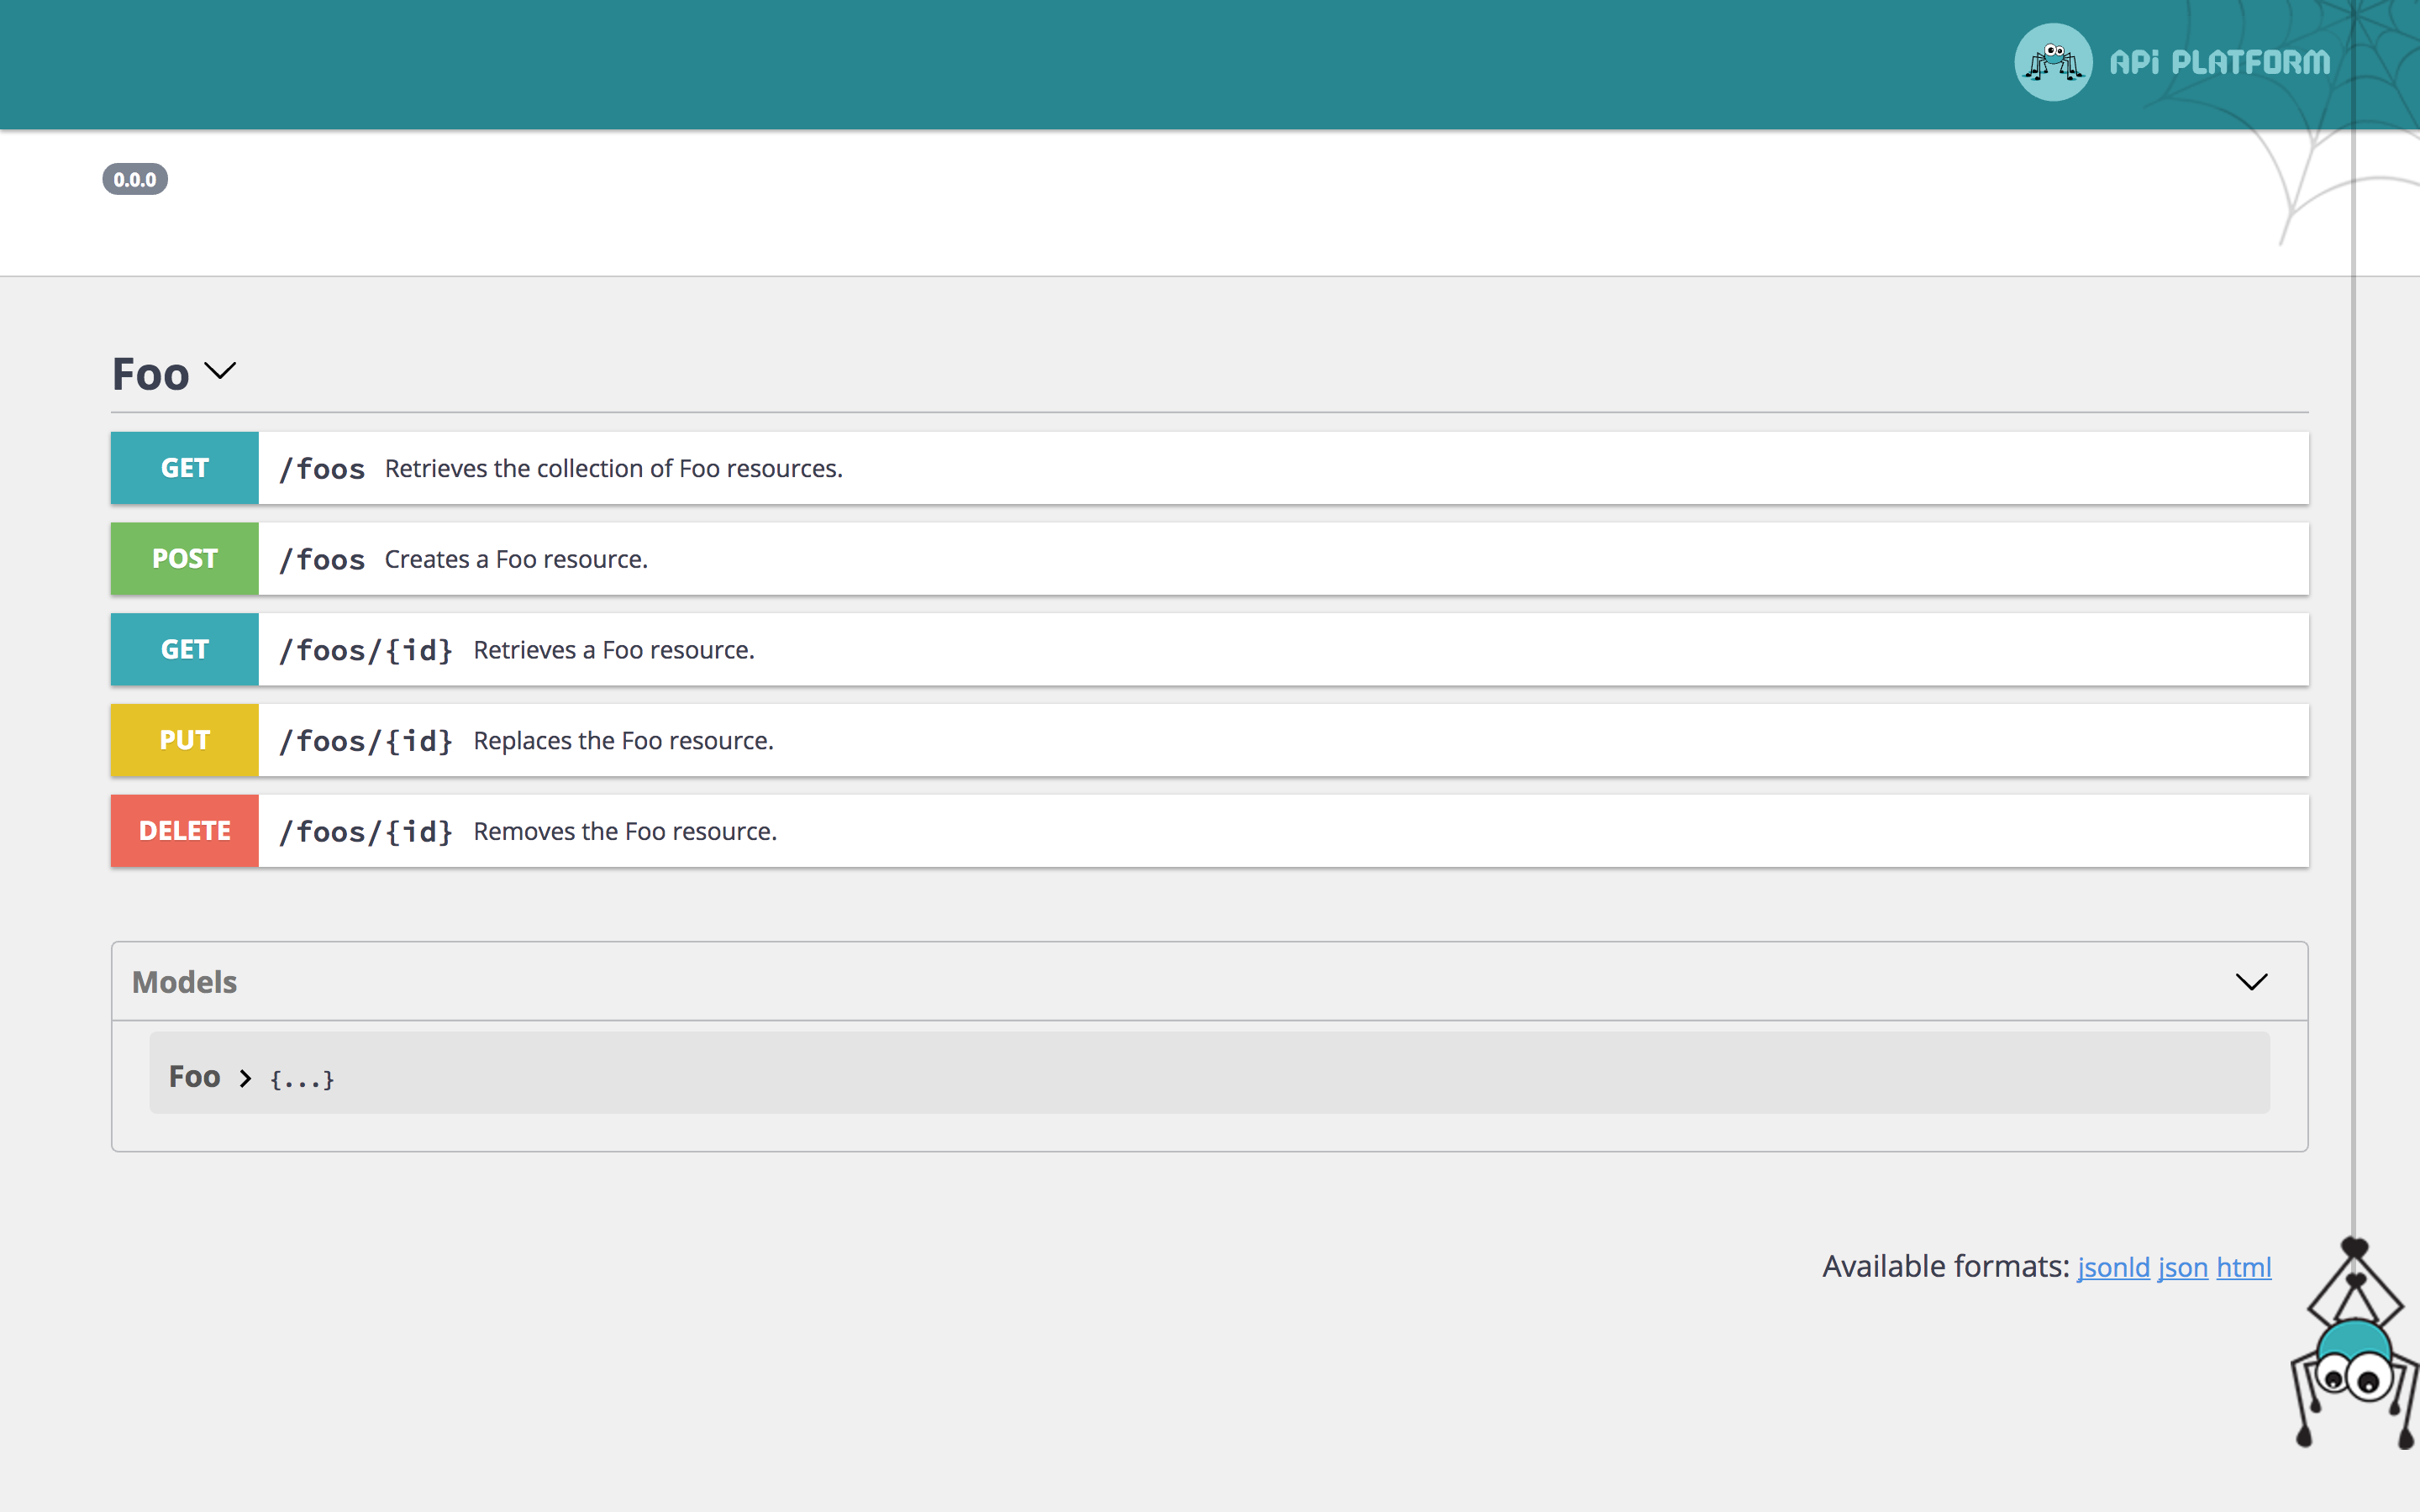 APi PLATFORM
0.0.0
Foo
GET /foos Retrieves the collection of Foo resources.
POST /foos Creates a Foo resource.
GET /foos/{id} Retrieves a Foo resource.
PUT /foos/{id} Replaces the Foo resource.
DELETE /foos/{id} Removes the Foo resource.
Models
Foo > {...}
Available formats: jsonld json html